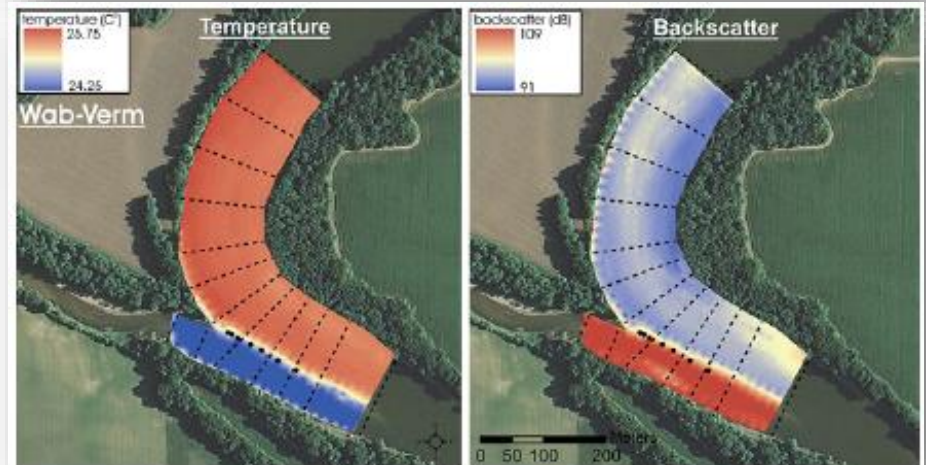 temperature (C°)
25.75
24.25
Temperature
Wab-Verm
backscatter (dB)
109
91
Backscatter
Meters
0 50 100 200